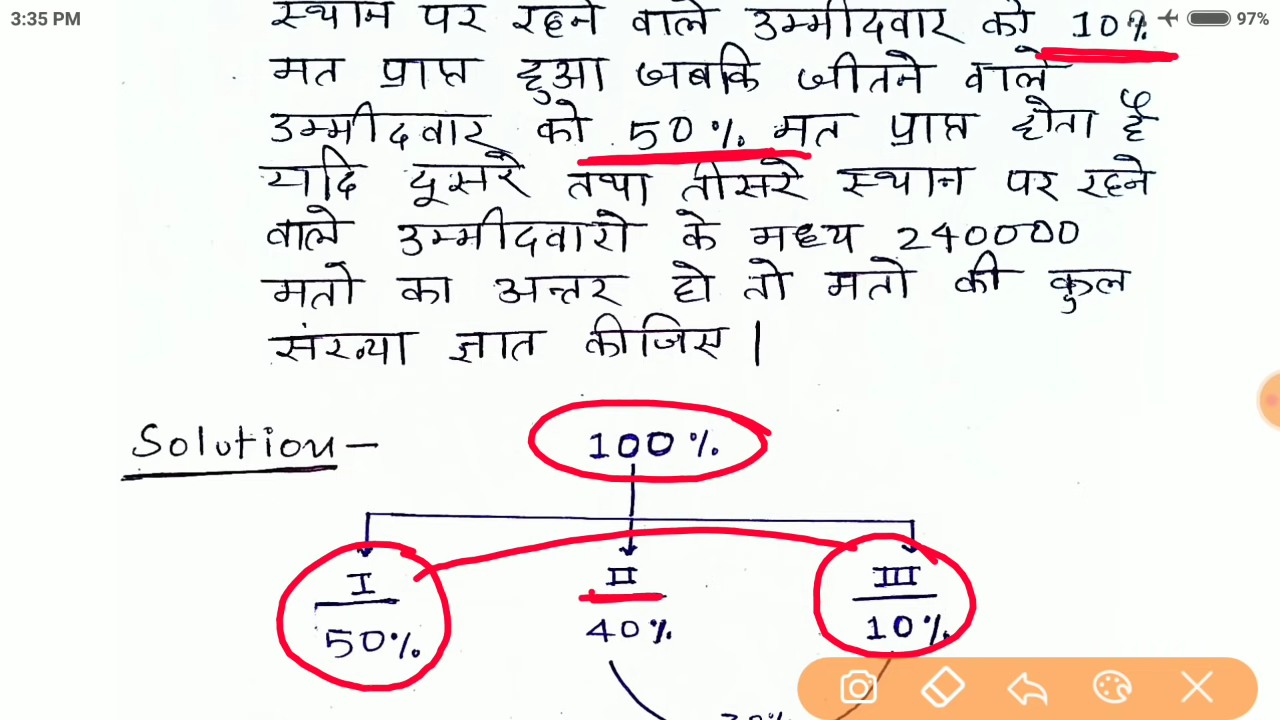 3:35 PM 97%
स्थान पर रहने वाले उम्मीदवार को 10%
मत प्राप्त हुआ जबकि जीतने वाले
उम्मीदवार को 50% मत प्राप्त होता है
यदि दूसरे तथा तीसरे स्थान पर रहने
वाले उम्मीदवारो के मध्य 240000
मतो का अन्तर हो तो मतो की कुल
संख्या ज्ञात कीजिए |
Solution -
100 %
I II III
50% 40% 10%